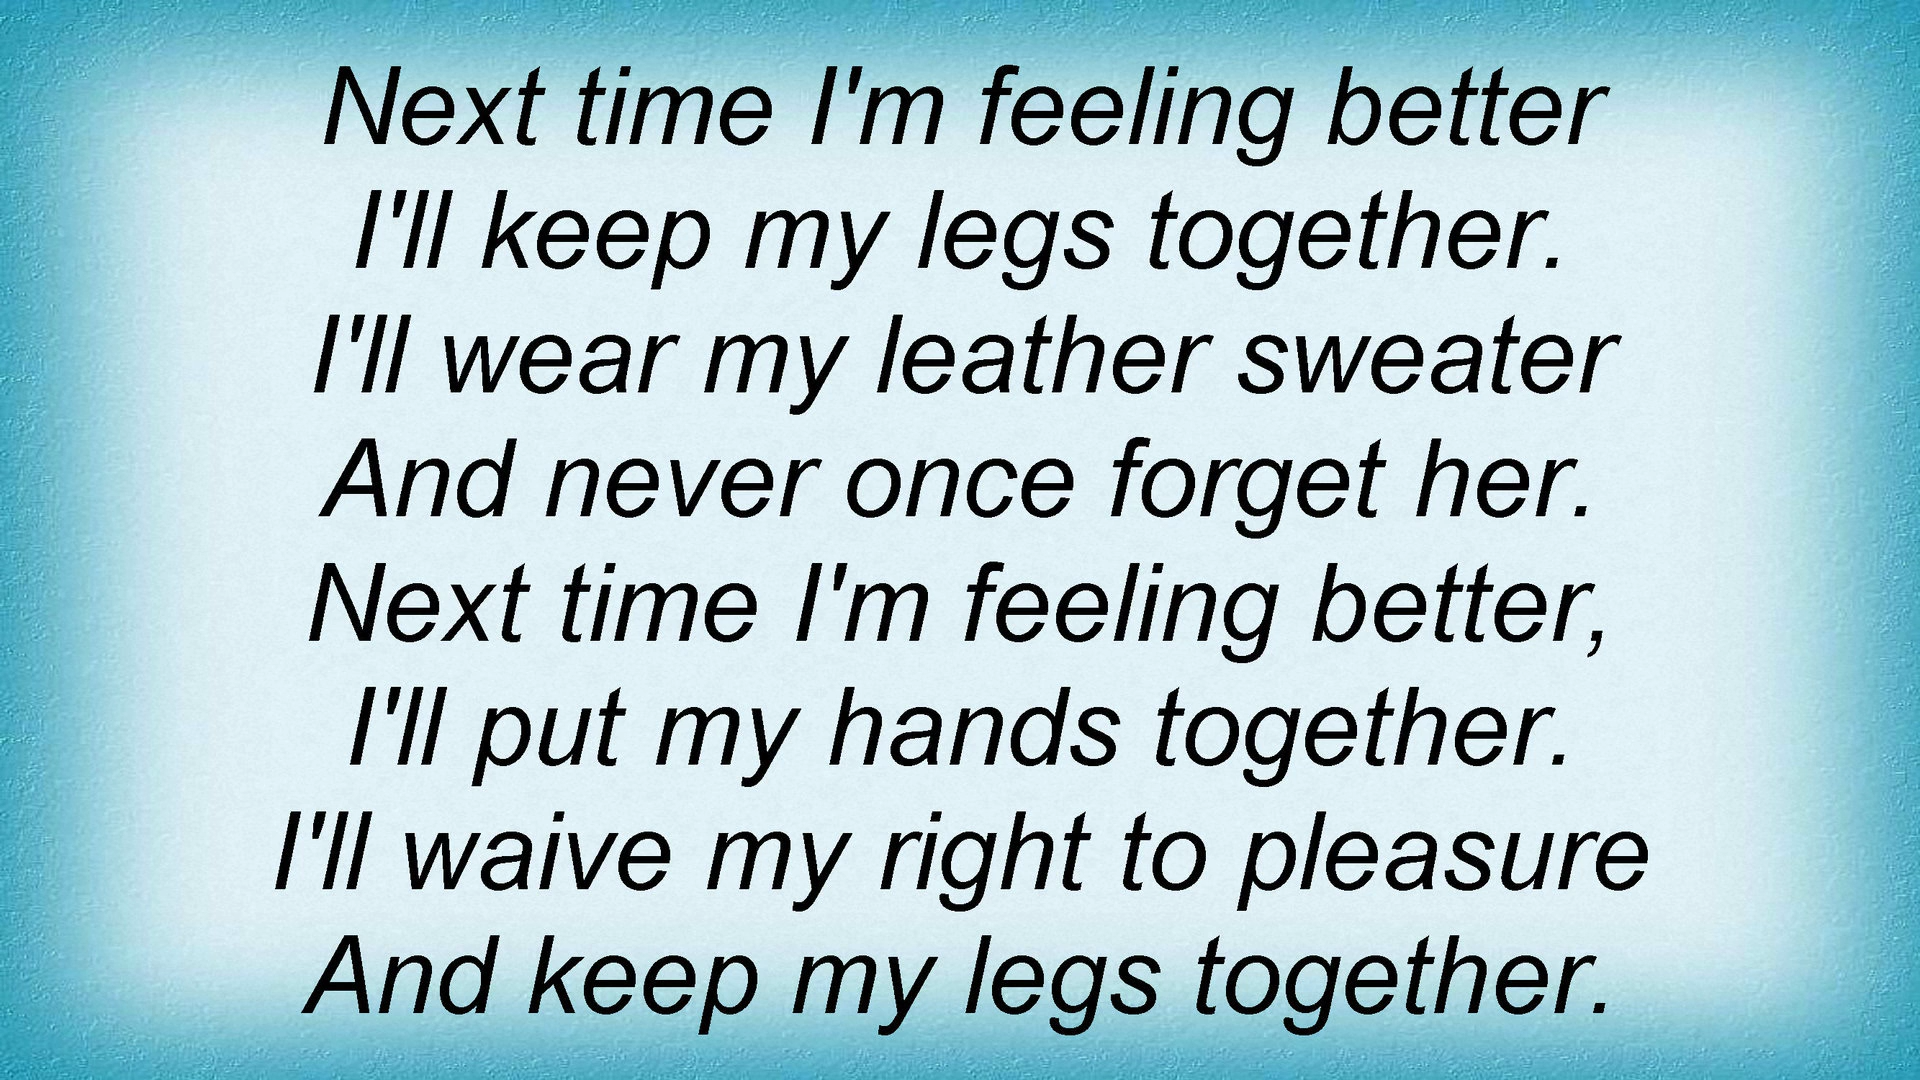 Next time I'm feeling better
I'll keep my legs together.
I'll wear my leather sweater
And never once forget her.
Next time I'm feeling better,
I'll put my hands together.
I'll waive my right to pleasure
And keep my legs together.